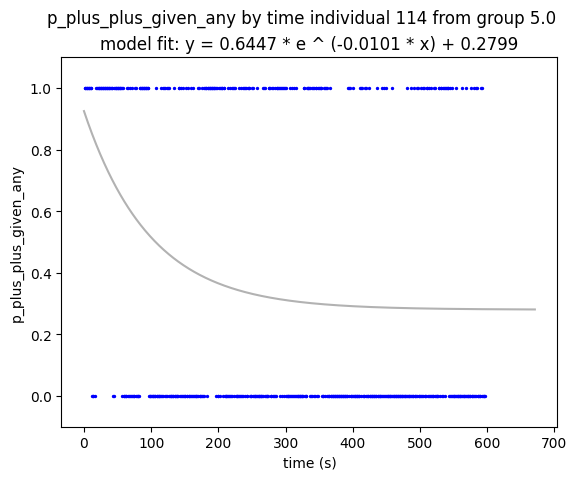 p_plus_plus_given_any by time individual 114 from group 5.0
model fit: y = 0.6447 * e ^ (-0.0101 * x) + 0.2799
1.0
0.8
0.6
0.4
0.2
0.0
p_plus_plus_given_any
0 100 200 300 400 500 600 700
time (s)